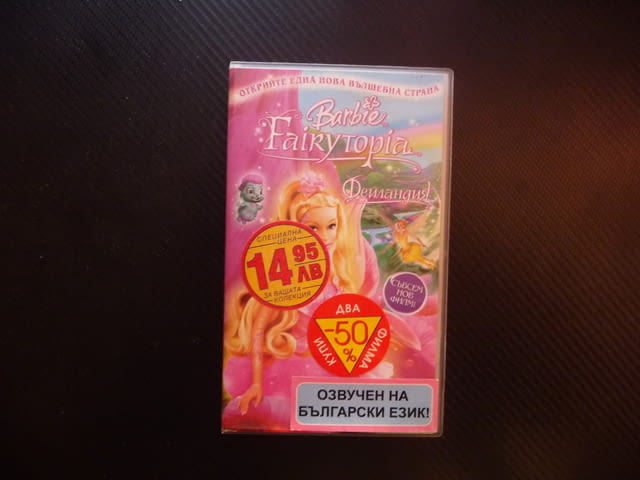 ОТКРИЙТЕ ЕДНА НОВА ВЪЛШЕБНА СТРАНА
Barbie
Fairytopia
Феиландия!
СПЕЦИАЛНА
ЦЕНА
14 95
ЛВ
ЗА ВАШАТА
КОЛЕКЦИЯ
СЪВСЕМ
НОВ
ФИЛМ!
КУПИ ДВА ФИЛМА
-50
%
ОЗВУЧЕН НА
БЪЛГАРСКИ ЕЗИК!